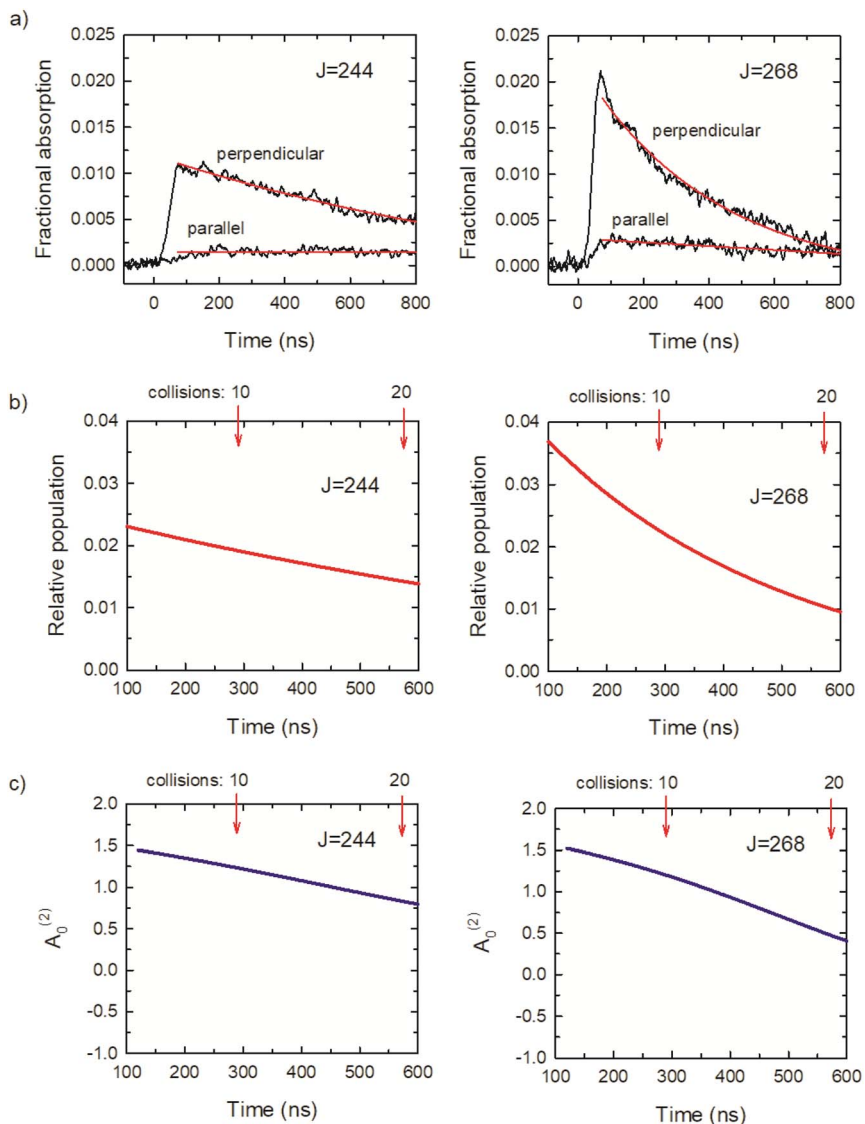 a)
0.025
0.020
0.015
0.010
0.005
0.000
Fractional absorption
J=244
perpendicular
parallel
0 200 400 600 800
Time (ns)
0.025
0.020
0.015
0.010
0.005
0.000
Fractional absorption
J=268
perpendicular
parallel
0 200 400 600 800
Time (ns)
b)
collisions: 10 20
0.04
0.03
0.02
0.01
0.00
Relative population
J=244
100 200 300 400 500 600
Time (ns)
collisions: 10 20
0.04
0.03
0.02
0.01
0.00
Relative population
J=268
100 200 300 400 500 600
Time (ns)
c)
collisions: 10 20
2.0
1.5
1.0
0.5
0.0
-0.5
-1.0
A₀⁽²⁾
J=244
100 200 300 400 500 600
Time (ns)
collisions: 10 20
2.0
1.5
1.0
0.5
0.0
-0.5
-1.0
A₀⁽²⁾
J=268
100 200 300 400 500 600
Time (ns)